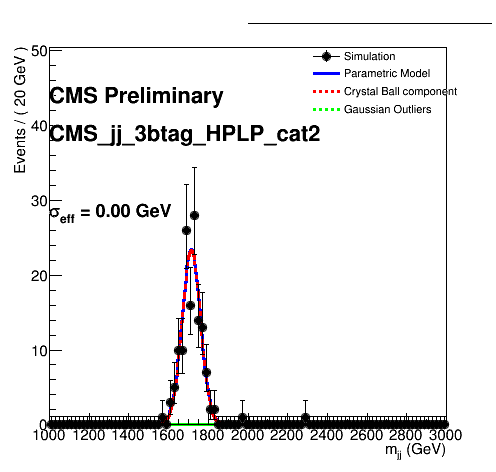 Events / ( 20 GeV )
50
40
30
20
10
0
Simulation
Parametric Model
Crystal Ball component
Gaussian Outliers
CMS Preliminary
CMS_jj_3btag_HPLP_cat2
σeff = 0.00 GeV
1000 1200 1400 1600 1800 2000 2200 2400 2600 2800 3000
mjj (GeV)